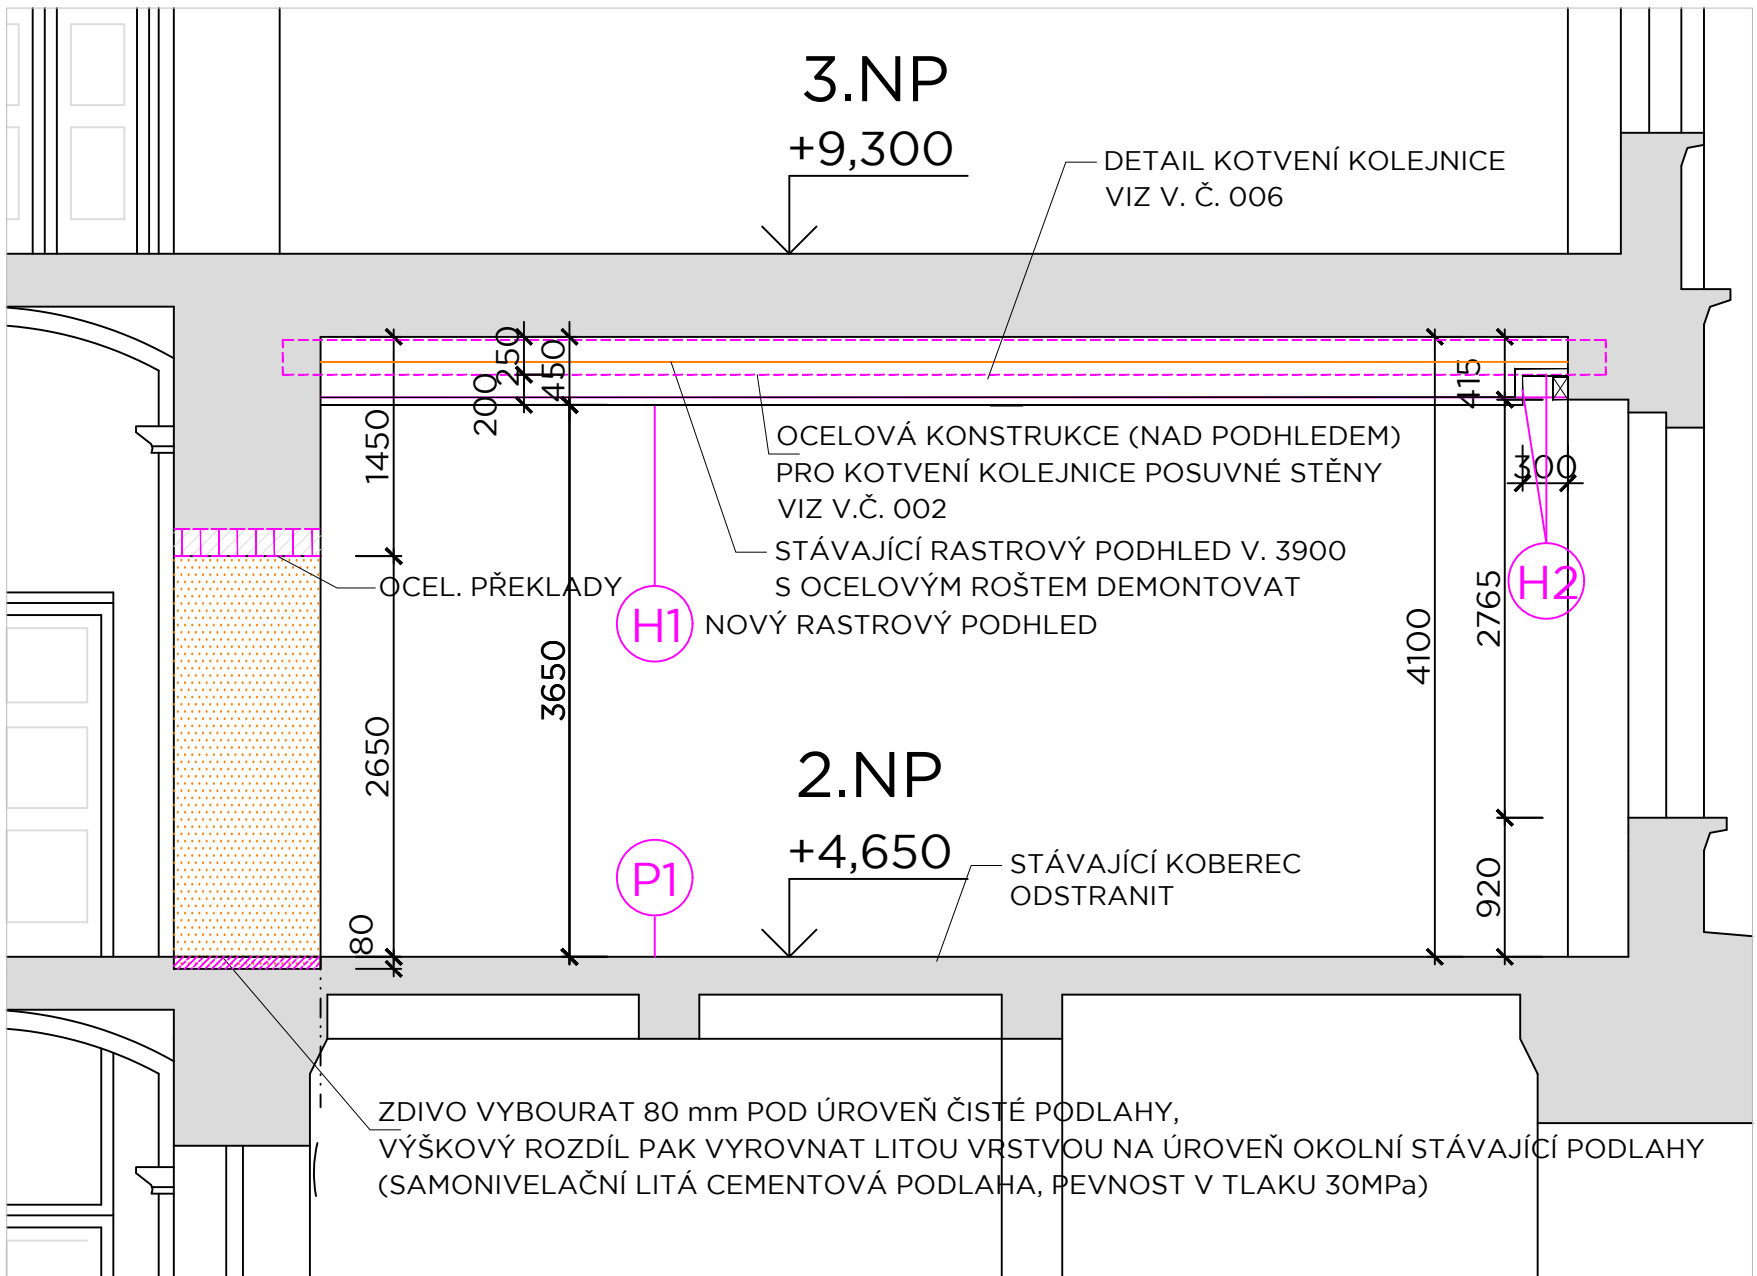 3.NP
+9,300
DETAIL KOTVENÍ KOLEJNICE
VIZ V. Č. 006
250
450
200
1450
415
OCELOVÁ KONSTRUKCE (NAD PODHLEDEM)
PRO KOTVENÍ KOLEJNICE POSUVNÉ STĚNY
VIZ V.Č. 002
300
STÁVAJÍCÍ RASTROVÝ PODHLED V. 3900
S OCELOVÝM ROŠTEM DEMONTOVAT
OCEL. PŘEKLADY
H1
NOVÝ RASTROVÝ PODHLED
H2
2765
4100
3650
2650
2.NP
+4,650
P1
STÁVAJÍCÍ KOBEREC
ODSTRANIT
920
80
ZDIVO VYBOURAT 80 mm POD ÚROVEŇ ČISTÉ PODLAHY,
VÝŠKOVÝ ROZDÍL PAK VYROVNAT LITOU VRSTVOU NA ÚROVEŇ OKOLNÍ STÁVAJÍCÍ PODLAHY
(SAMONIVELAČNÍ LITÁ CEMENTOVÁ PODLAHA, PEVNOST V TLAKU 30MPa)